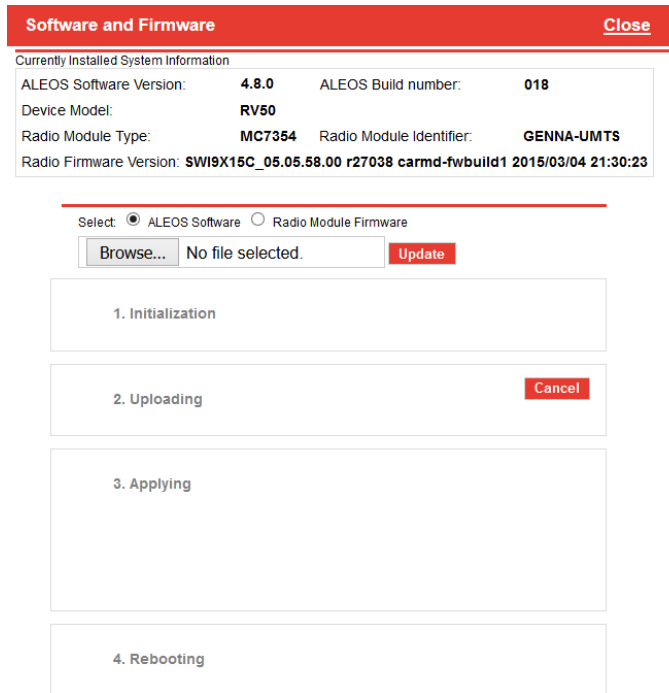 Software and Firmware Close
Currently Installed System Information
ALEOS Software Version: 4.8.0 ALEOS Build number: 018
Device Model: RV50
Radio Module Type: MC7354 Radio Module Identifier: GENNA-UMTS
Radio Firmware Version: SWI9X15C_05.05.58.00 r27038 carmd-fwbuild1 2015/03/04 21:30:23
Select: ALEOS Software Radio Module Firmware
Browse... No file selected. Update
1. Initialization
2. Uploading Cancel
3. Applying
4. Rebooting